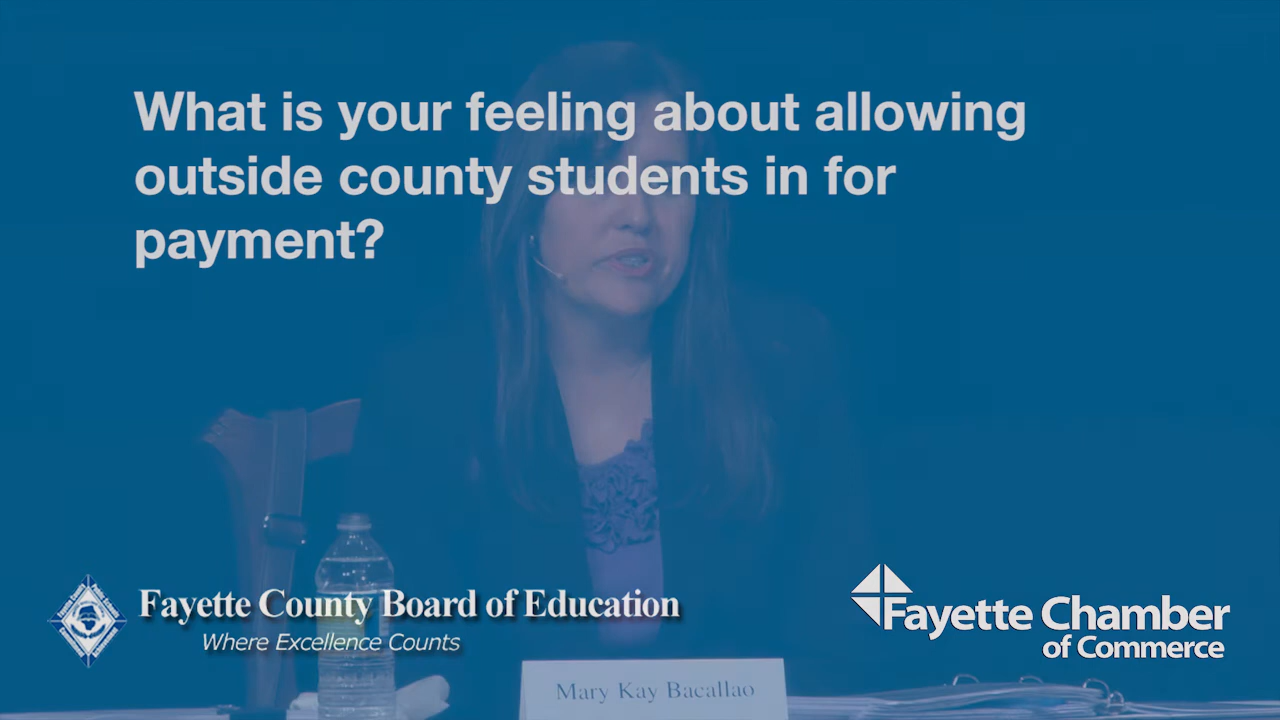 What is your feeling about allowing
outside county students in for
payment?
Fayette County Board of Education
Where Excellence Counts
Fayette Chamber
of Commerce
Mary Kay Bacallao